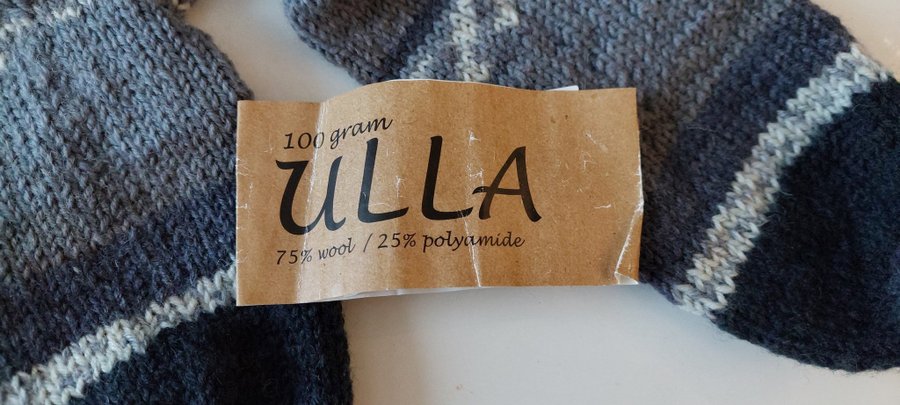 100 gram
ULLA
75% wool / 25% polyamide